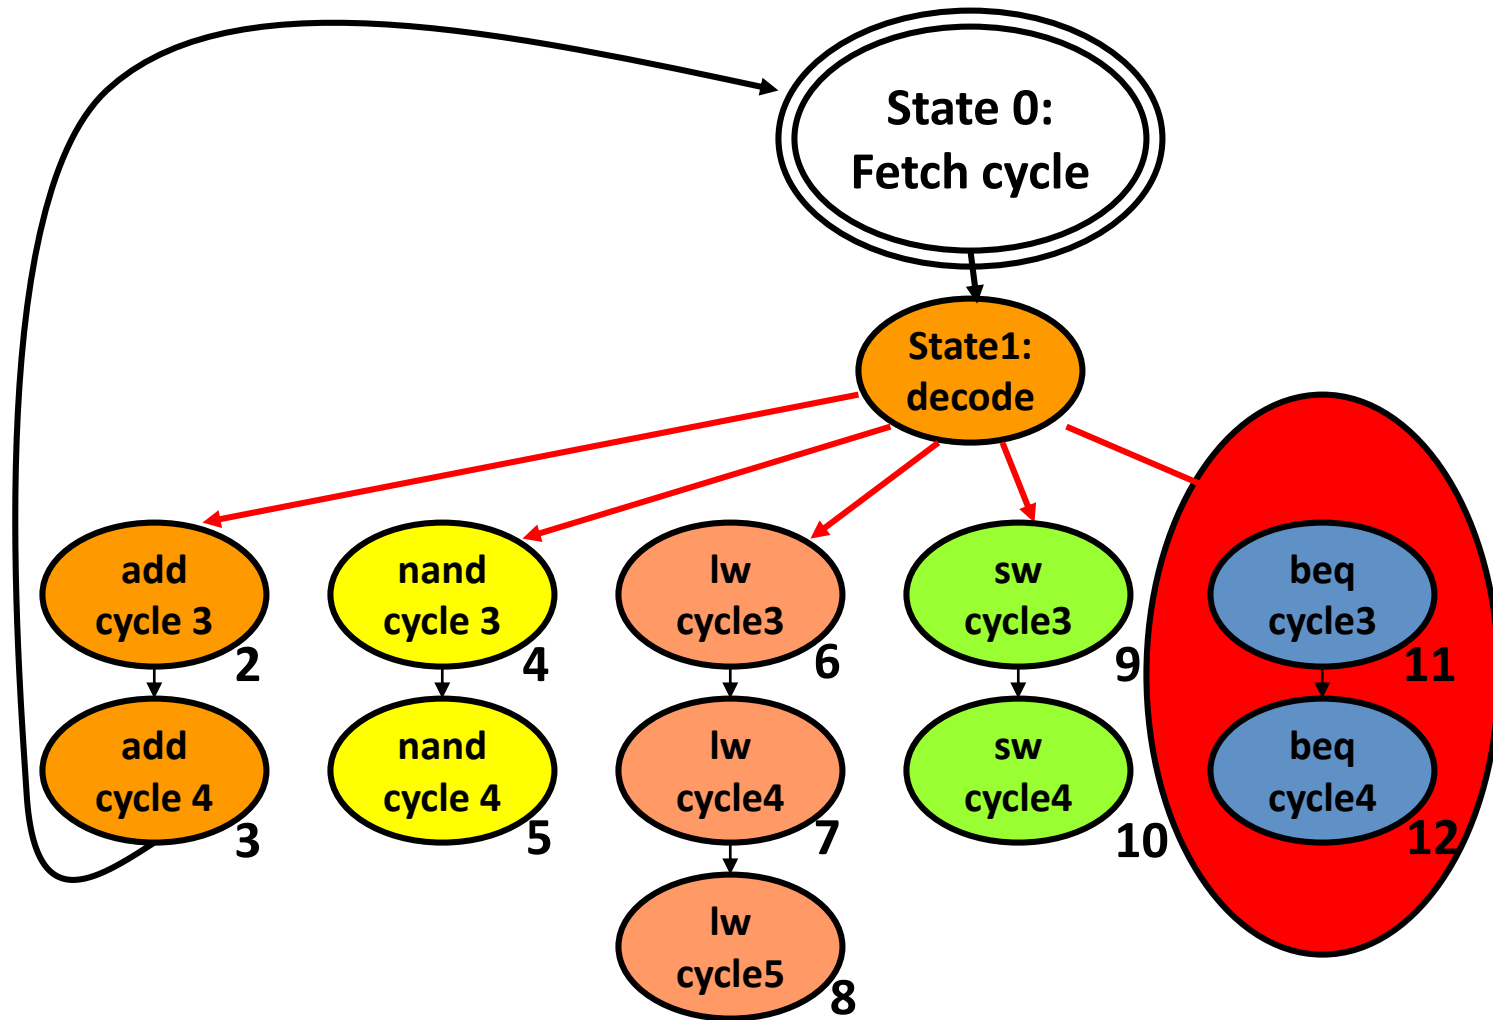 State 0:
Fetch cycle
State1:
decode
add
cycle 3
2
nand
cycle 3
4
lw
cycle3
6
sw
cycle3
9
beq
cycle3
11
add
cycle 4
3
nand
cycle 4
5
lw
cycle4
7
sw
cycle4
10
beq
cycle4
12
lw
cycle5
8